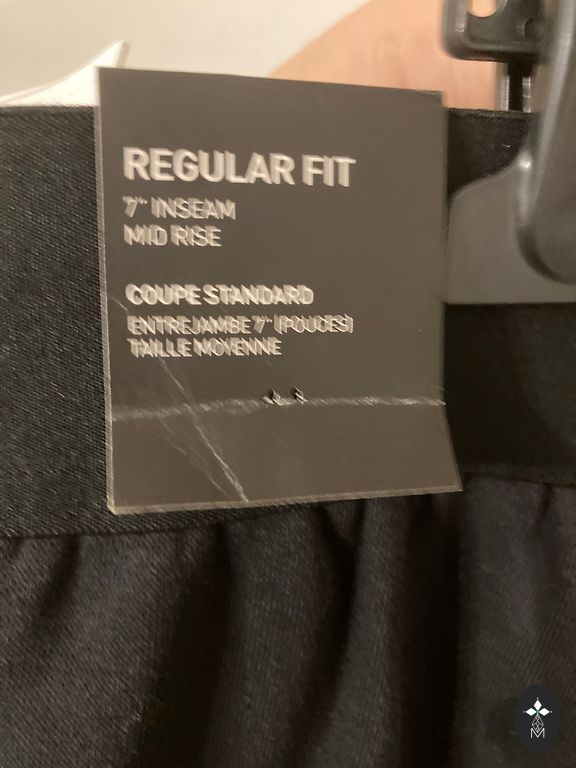 REGULAR FIT
7" INSEAM
MID RISE
COUPE STANDARD
ENTREJAMBE 7" (POUCES)
TAILLE MOYENNE
M